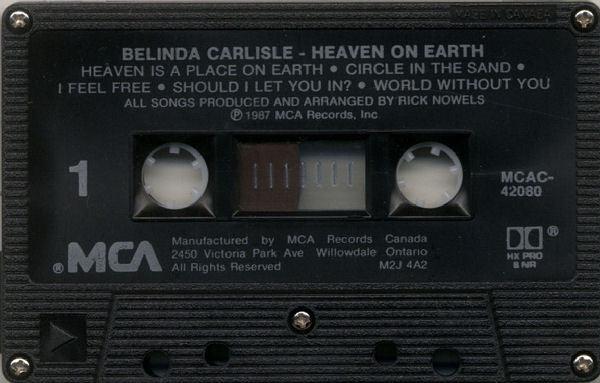 MADE IN CANADA
BELINDA CARLISLE - HEAVEN ON EARTH
HEAVEN IS A PLACE ON EARTH • CIRCLE IN THE SAND •
I FEEL FREE • SHOULD I LET YOU IN? • WORLD WITHOUT YOU
ALL SONGS PRODUCED AND ARRANGED BY RICK NOWELS
℗ 1987 MCA Records, Inc
1
MCAC-
42080
®MCA
Manufactured by MCA Records Canada
2450 Victoria Park Ave Willowdale Ontario
All Rights Reserved M2J 4A2
®
HX PRO
B NR